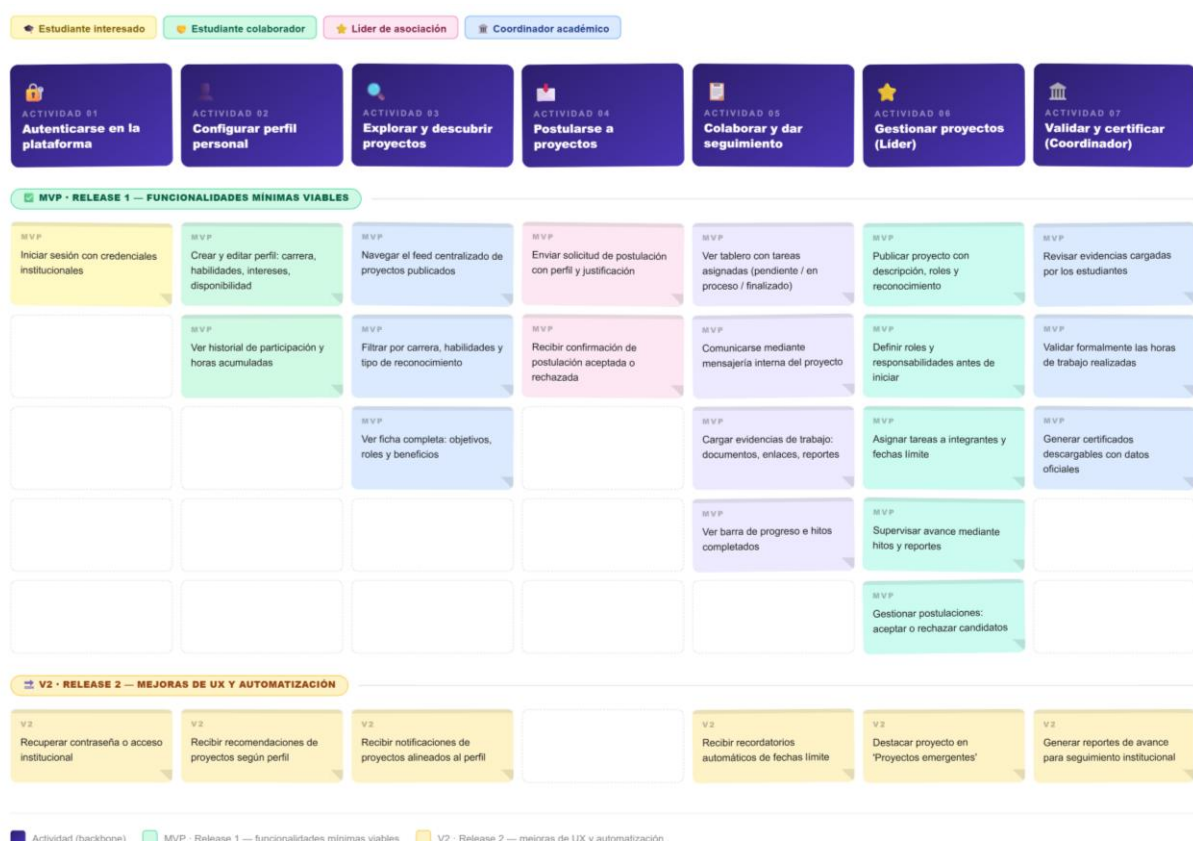 Estudiante interesado
Estudiante colaborador
Líder de asociación
Coordinador académico
ACTIVIDAD 01
Autenticarse en la
plataforma
ACTIVIDAD 02
Configurar perfil
personal
ACTIVIDAD 03
Explorar y descubrir
proyectos
ACTIVIDAD 04
Postularse a
proyectos
ACTIVIDAD 05
Colaborar y dar
seguimiento
ACTIVIDAD 06
Gestionar proyectos
(Líder)
ACTIVIDAD 07
Validar y certificar
(Coordinador)
MVP · RELEASE 1 — FUNCIONALIDADES MÍNIMAS VIABLES
MVP
Iniciar sesión con credenciales
institucionales
MVP
Crear y editar perfil: carrera,
habilidades, intereses,
disponibilidad
MVP
Navegar el feed centralizado de
proyectos publicados
MVP
Enviar solicitud de postulación
con perfil y justificación
MVP
Ver tablero con tareas
asignadas (pendiente / en
proceso / finalizado)
MVP
Publicar proyecto con
descripción, roles y
reconocimiento
MVP
Revisar evidencias cargadas
por los estudiantes
MVP
Ver historial de participación y
horas acumuladas
MVP
Filtrar por carrera, habilidades y
tipo de reconocimiento
MVP
Recibir confirmación de
postulación aceptada o
rechazada
MVP
Comunicarse mediante
mensajería interna del proyecto
MVP
Definir roles y
responsabilidades antes de
iniciar
MVP
Validar formalmente las horas
de trabajo realizadas
MVP
Ver ficha completa: objetivos,
roles y beneficios
MVP
Cargar evidencias de trabajo:
documentos, enlaces, reportes
MVP
Asignar tareas a integrantes y
fechas límite
MVP
Generar certificados
descargables con datos
oficiales
MVP
Ver barra de progreso e hitos
completados
MVP
Supervisar avance mediante
hitos y reportes
MVP
Gestionar postulaciones:
aceptar o rechazar candidatos
V2 · RELEASE 2 — MEJORAS DE UX Y AUTOMATIZACIÓN
V2
Recuperar contraseña o acceso
institucional
V2
Recibir recomendaciones de
proyectos según perfil
V2
Recibir notificaciones de
proyectos alineados al perfil
V2
Recibir recordatorios
automáticos de fechas límite
V2
Destacar proyecto en
'Proyectos emergentes'
V2
Generar reportes de avance
para seguimiento institucional
Actividad (backbone)
MVP · Release 1 — funcionalidades mínimas viables
V2 · Release 2 — mejoras de UX y automatización